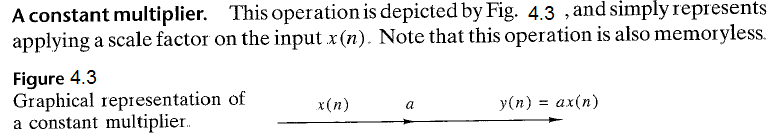 A constant multiplier. This operation is depicted by Fig. 4.3 , and simply represents
applying a scale factor on the input x(n). Note that this operation is also memoryless.
Figure 4.3
Graphical representation of
a constant multiplier.
x(n) a y(n) = ax(n)